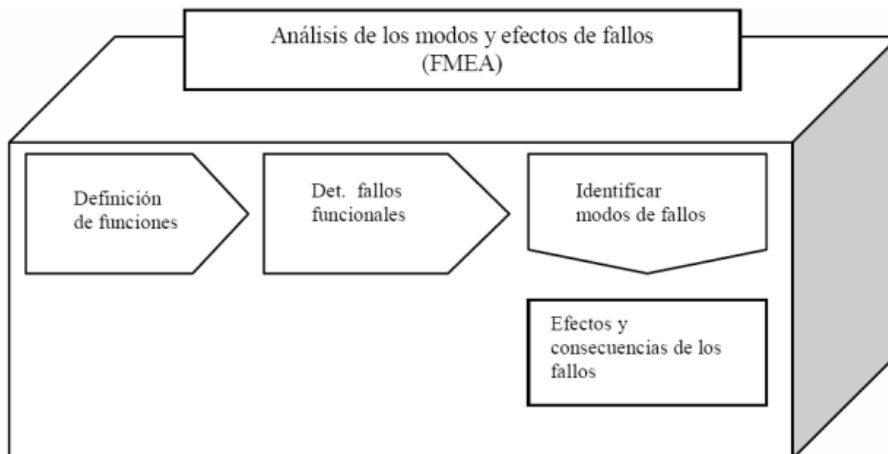 Análisis de los modos y efectos de fallos
(FMEA)
Definición
de funciones
Det. fallos
funcionales
Identificar
modos de fallos
Efectos y
consecuencias de los
fallos